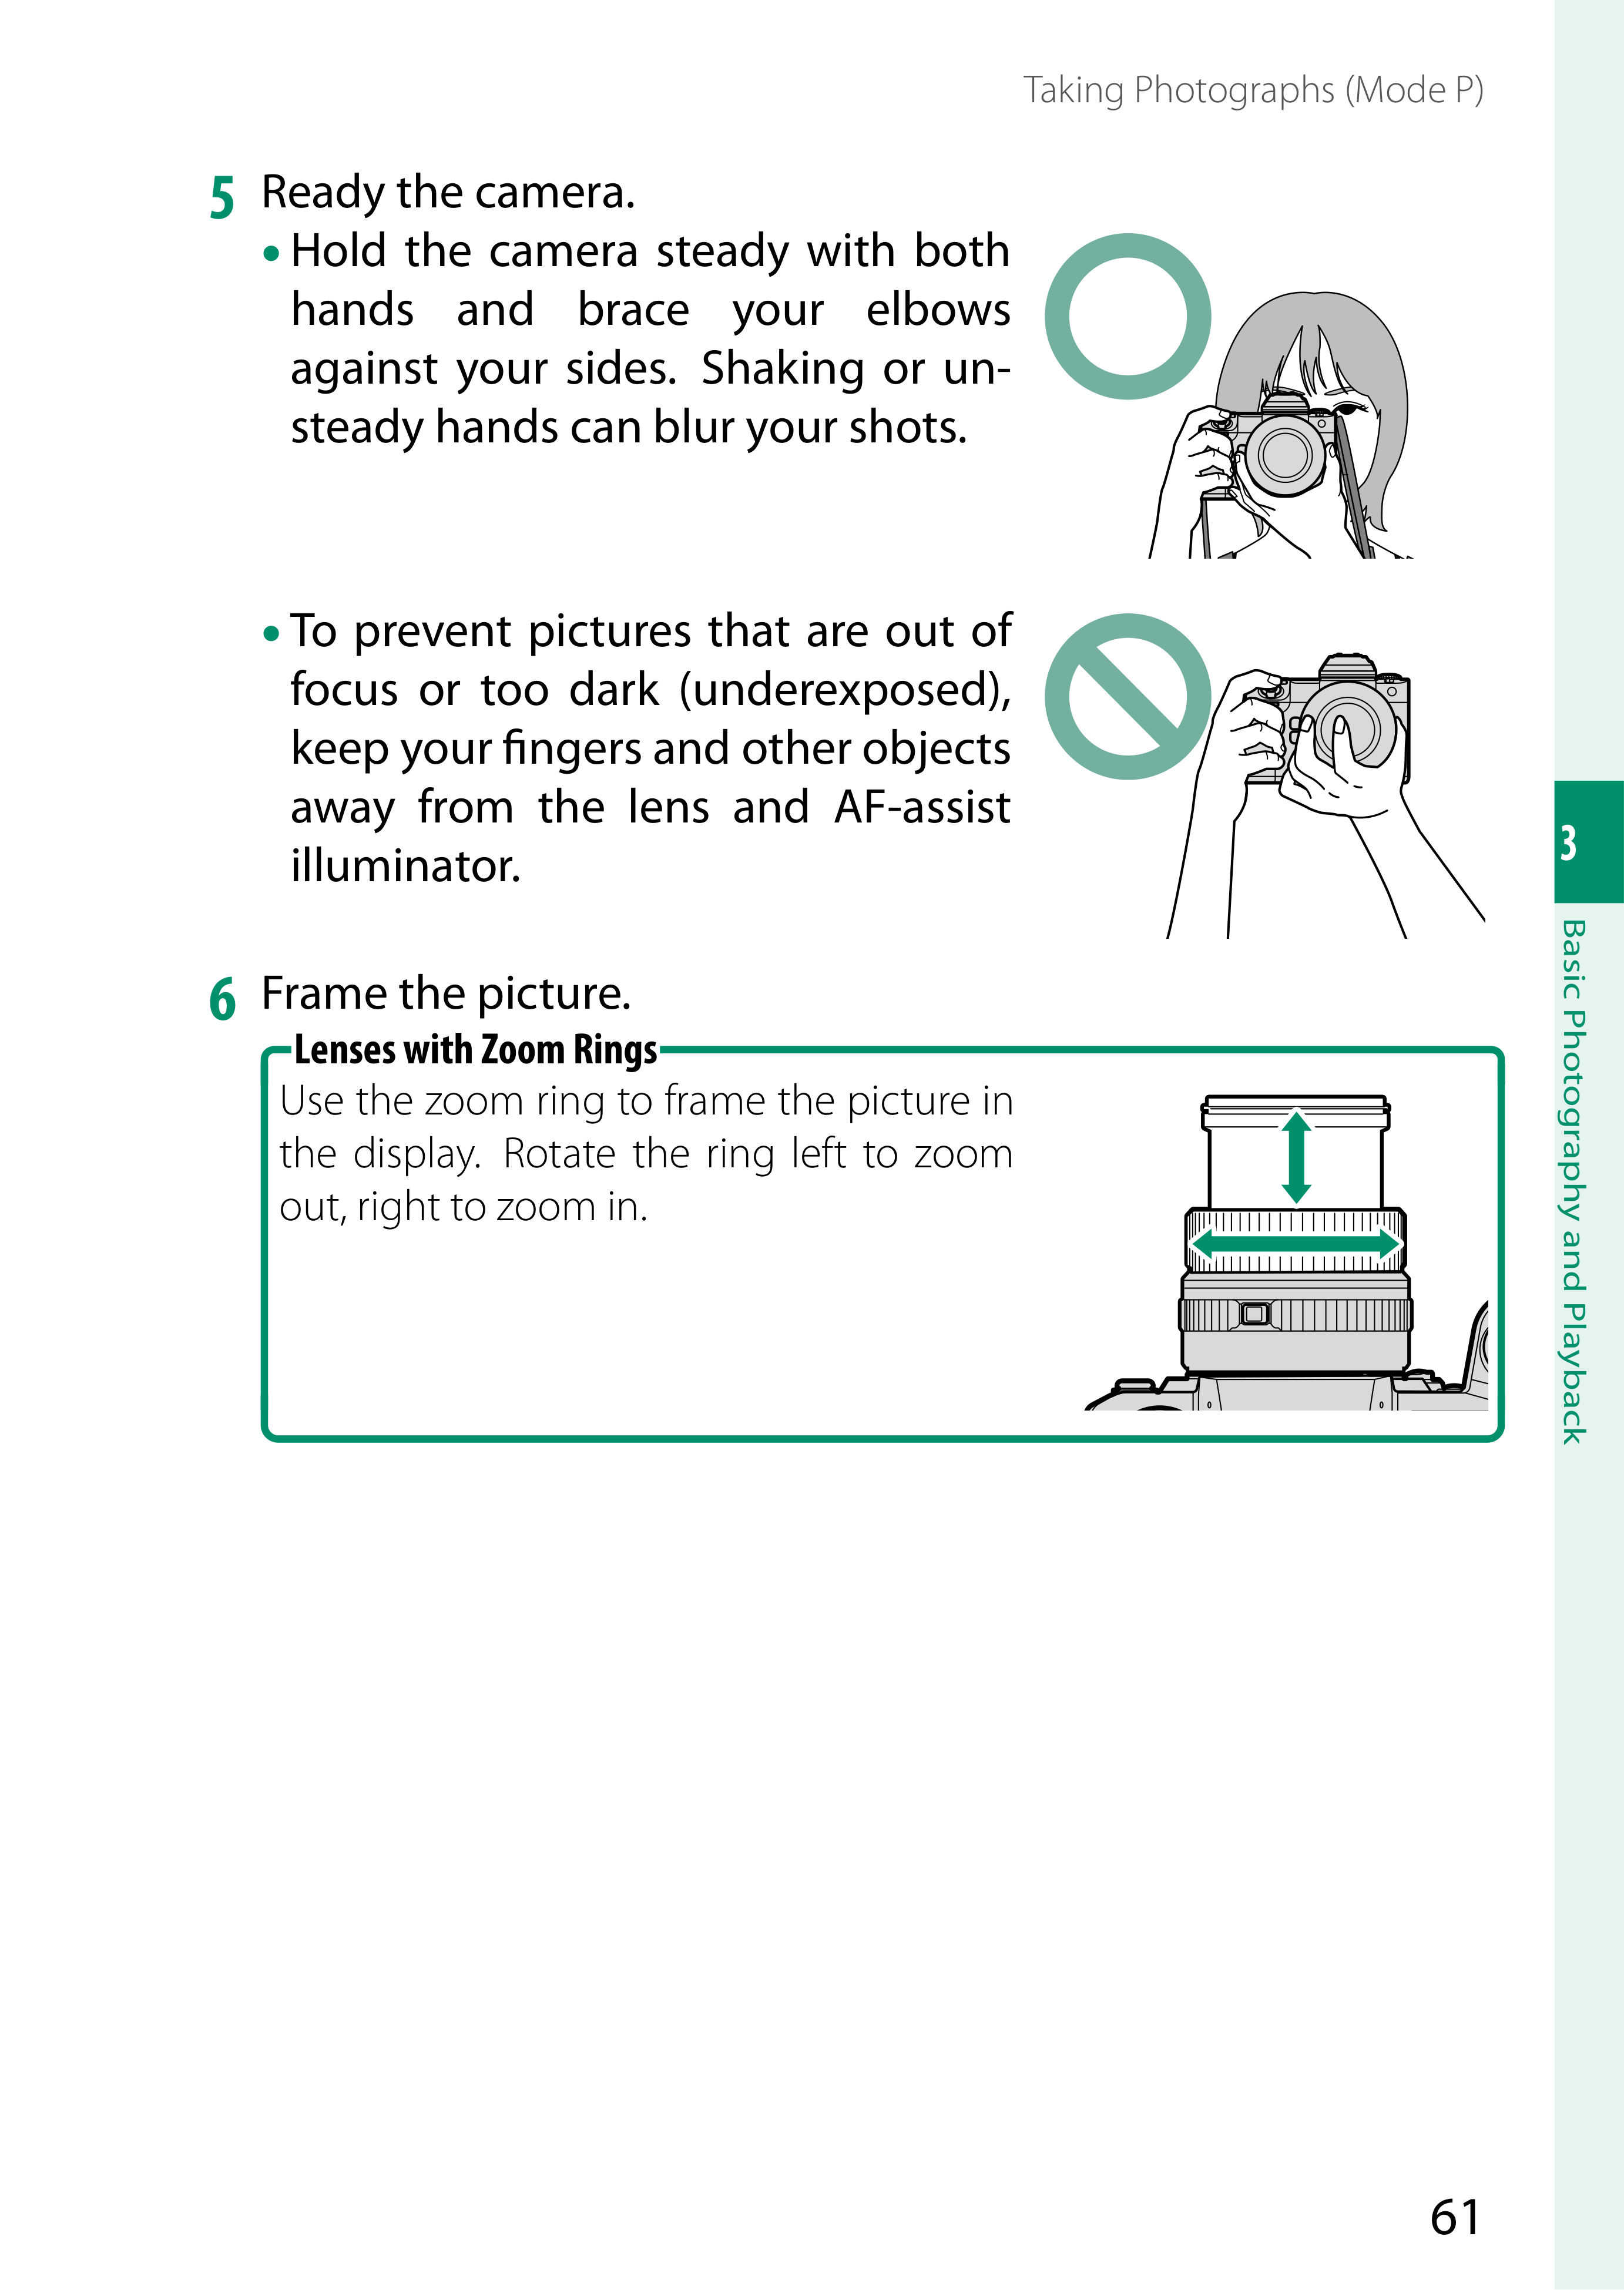 Taking Photographs (Mode P)
5 Ready the camera.
• Hold the camera steady with both
hands and brace your elbows
against your sides. Shaking or un-
steady hands can blur your shots.
• To prevent pictures that are out of
focus or too dark (underexposed),
keep your fingers and other objects
away from the lens and AF-assist
illuminator.
6 Frame the picture.
Lenses with Zoom Rings
Use the zoom ring to frame the picture in
the display. Rotate the ring left to zoom
out, right to zoom in.
3
Basic Photography and Playback
61